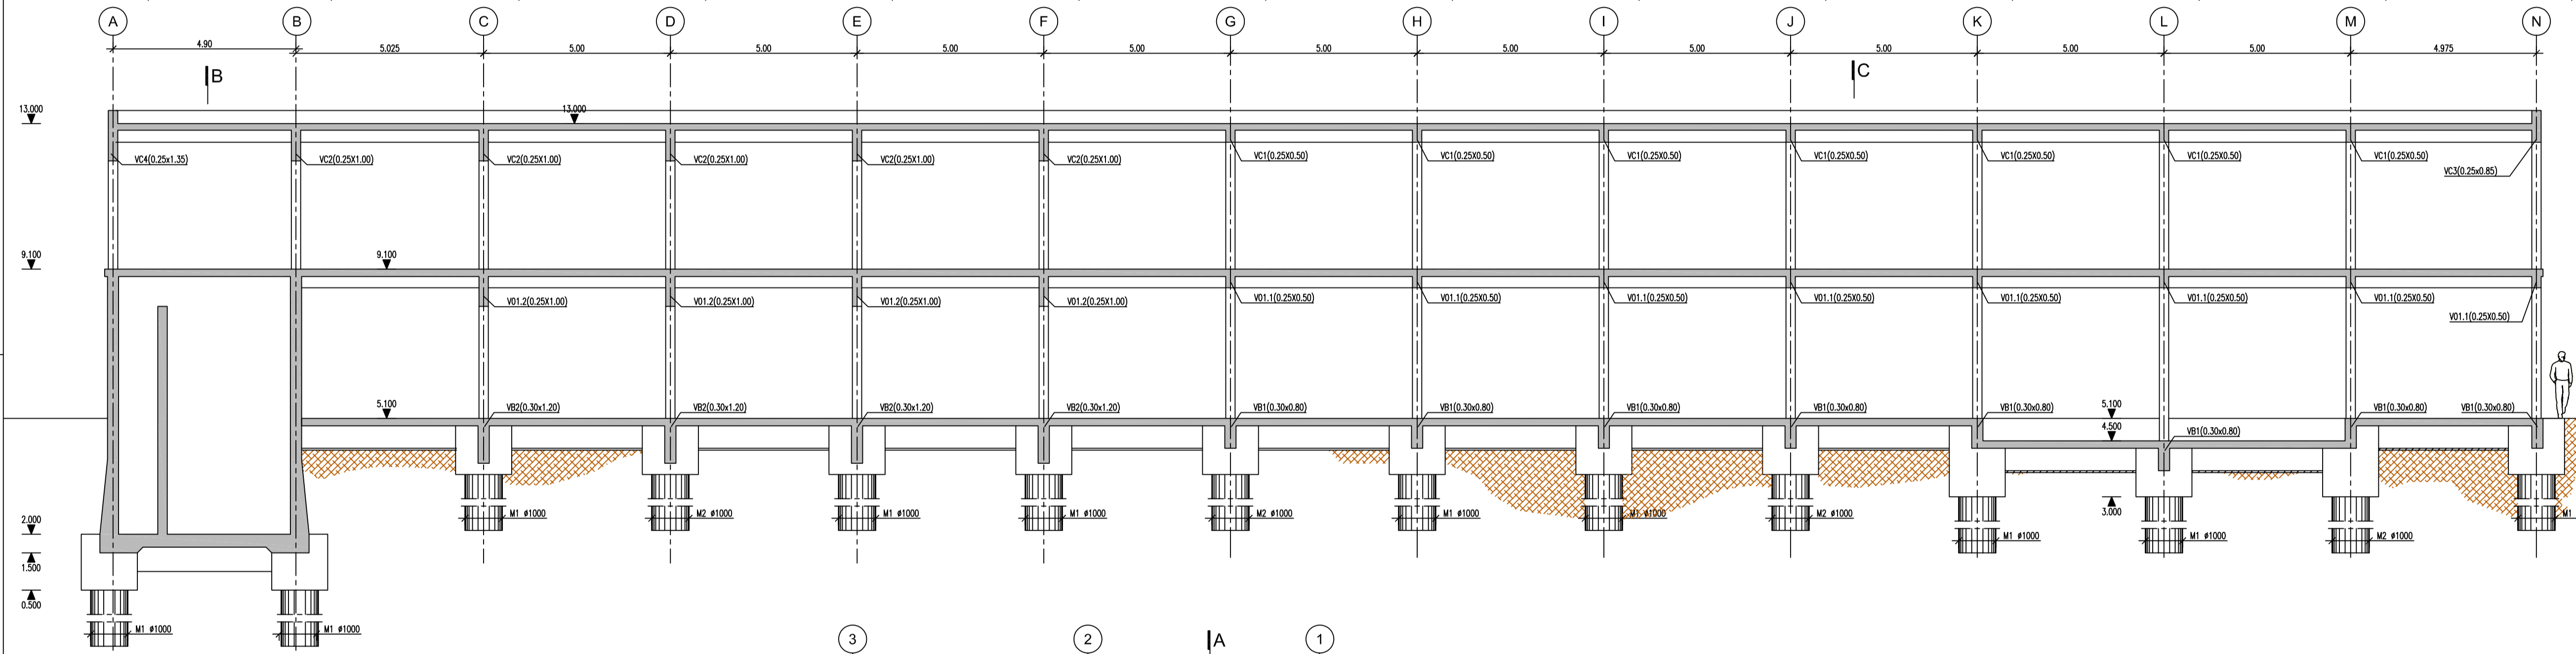 A B C D E F G H I J K L M N
4.90 5.025 5.00 5.00 5.00 5.00 5.00 5.00 5.00 5.00 5.00 5.00 4.975
B C
13.000 13.000
VC4(0.25x1.35) VC2(0.25X1.00) VC2(0.25X1.00) VC2(0.25X1.00) VC2(0.25X1.00) VC2(0.25X1.00) VC1(0.25X0.50) VC1(0.25X0.50) VC1(0.25X0.50) VC1(0.25X0.50) VC1(0.25X0.50) VC1(0.25X0.50) VC1(0.25X0.50)
VC3(0.25x0.85)
9.100 9.100
V01.2(0.25X1.00) V01.2(0.25X1.00) V01.2(0.25X1.00) V01.2(0.25X1.00) V01.1(0.25X0.50) V01.1(0.25X0.50) V01.1(0.25X0.50) V01.1(0.25X0.50) V01.1(0.25X0.50) V01.1(0.25X0.50) V01.1(0.25X0.50)
V01.1(0.25X0.50)
5.100 VB2(0.30x1.20) VB2(0.30x1.20) VB2(0.30x1.20) VB2(0.30x1.20) VB1(0.30x0.80) VB1(0.30x0.80) VB1(0.30x0.80) VB1(0.30x0.80) VB1(0.30x0.80) 5.100 VB1(0.30x0.80) VB1(0.30x0.80)
4.500 VB1(0.30x0.80)
M1 ø1000 M2 ø1000 M1 ø1000 M1 ø1000 M2 ø1000 M1 ø1000 M1 ø1000 M2 ø1000 3.000 M1
2.000 M1 ø1000 M1 ø1000 M2 ø1000
1.500
0.500
M1 ø1000 M1 ø1000
3 2 A 1